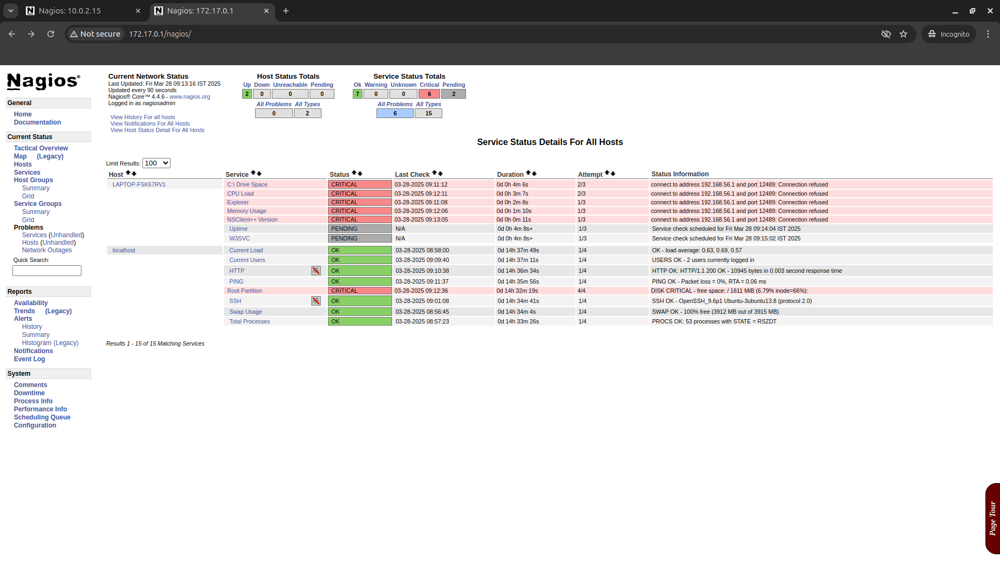 Nagios: 10.0.2.15
Nagios: 172.17.0.1
Not secure 172.17.0.1/nagios/
Incognito
Nagios®
General
Home
Documentation
Current Status
Tactical Overview
Map (Legacy)
Hosts
Services
Host Groups
Summary
Grid
Service Groups
Summary
Grid
Problems
Services (Unhandled)
Hosts (Unhandled)
Network Outages
Quick Search:
Reports
Availability
Trends (Legacy)
Alerts
History
Summary
Histogram (Legacy)
Notifications
Event Log
System
Comments
Downtime
Process Info
Performance Info
Scheduling Queue
Configuration
Current Network Status
Last Updated: Fri Mar 28 09:13:16 IST 2025
Updated every 90 seconds
Nagios® Core™ 4.4.6 - www.nagios.org
Logged in as nagiosadmin
View History For all hosts
View Notifications For All Hosts
View Host Status Detail For All Hosts
Host Status Totals
Up Down Unreachable Pending
2 0 0 0
All Problems All Types
0 2
Service Status Totals
Ok Warning Unknown Critical Pending
7 0 0 6 2
All Problems All Types
6 15
Service Status Details For All Hosts
Limit Results: 100
Host Service Status Last Check Duration Attempt Status Information
LAPTOP-FSK67RV1 C:\ Drive Space CRITICAL 03-28-2025 09:11:12 0d 0h 4m 6s 2/3 connect to address 192.168.56.1 and port 12489: Connection refused
CPU Load CRITICAL 03-28-2025 09:12:11 0d 0h 3m 7s 2/3 connect to address 192.168.56.1 and port 12489: Connection refused
Explorer CRITICAL 03-28-2025 09:11:08 0d 0h 2m 8s 1/3 connect to address 192.168.56.1 and port 12489: Connection refused
Memory Usage CRITICAL 03-28-2025 09:12:06 0d 0h 1m 10s 1/3 connect to address 192.168.56.1 and port 12489: Connection refused
NSClient++ Version CRITICAL 03-28-2025 09:13:05 0d 0h 0m 11s 1/3 connect to address 192.168.56.1 and port 12489: Connection refused
Uptime PENDING N/A 0d 0h 4m 8s+ 1/3 Service check scheduled for Fri Mar 28 09:14:04 IST 2025
W3SVC PENDING N/A 0d 0h 4m 8s+ 1/3 Service check scheduled for Fri Mar 28 09:15:02 IST 2025
localhost Current Load OK 03-28-2025 08:58:00 0d 14h 37m 49s 1/4 OK - load average: 0.63, 0.69, 0.57
Current Users OK 03-28-2025 09:09:40 0d 14h 37m 11s 1/4 USERS OK - 2 users currently logged in
HTTP OK 03-28-2025 09:10:38 0d 14h 36m 34s 1/4 HTTP OK: HTTP/1.1 200 OK - 10945 bytes in 0.003 second response time
PING OK 03-28-2025 09:11:37 0d 14h 35m 56s 1/4 PING OK - Packet loss = 0%, RTA = 0.06 ms
Root Partition CRITICAL 03-28-2025 09:12:36 0d 14h 32m 19s 4/4 DISK CRITICAL - free space: / 1611 MiB (6.79% inode=66%):
SSH OK 03-28-2025 09:01:08 0d 14h 34m 41s 1/4 SSH OK - OpenSSH_9.6p1 Ubuntu-3ubuntu13.8 (protocol 2.0)
Swap Usage OK 03-28-2025 08:56:45 0d 14h 34m 4s 1/4 SWAP OK - 100% free (3912 MB out of 3915 MB)
Total Processes OK 03-28-2025 08:57:23 0d 14h 33m 26s 1/4 PROCS OK: 53 processes with STATE = RSZDT
Results 1 - 15 of 15 Matching Services
Page Tour